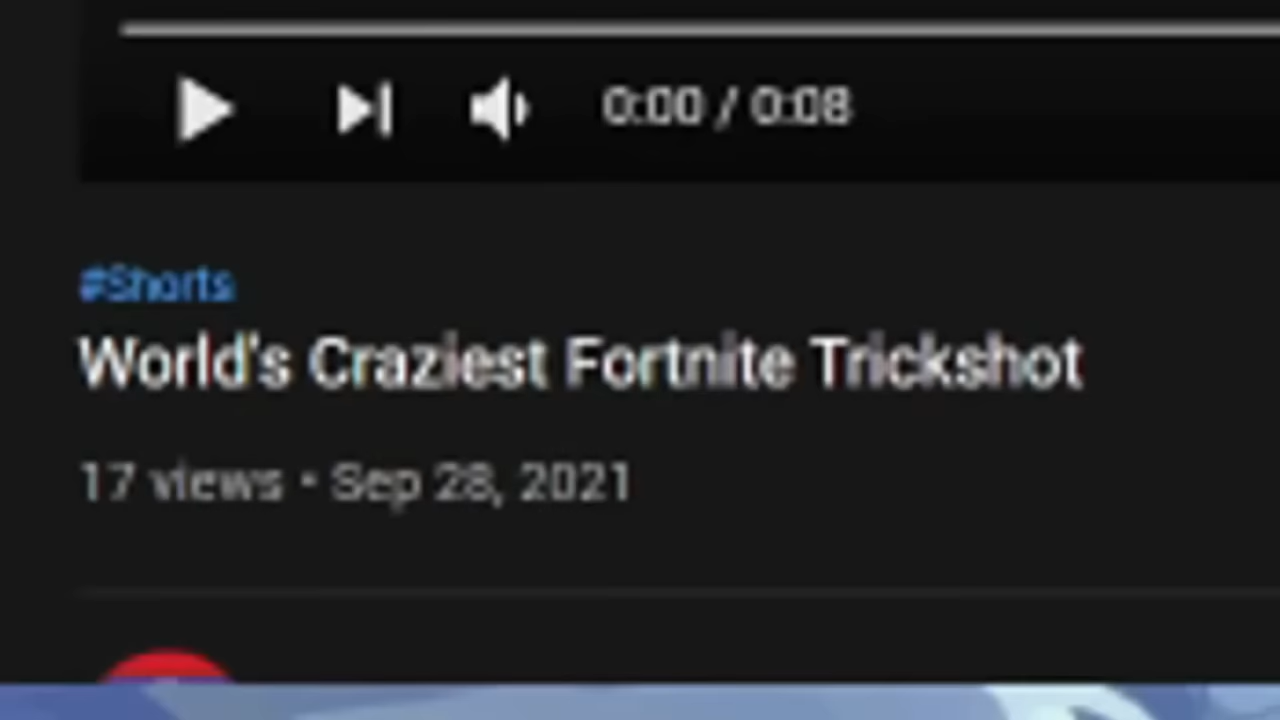 0:00 / 0:08
#Shorts
World's Craziest Fortnite Trickshot
17 views • Sep 28, 2021